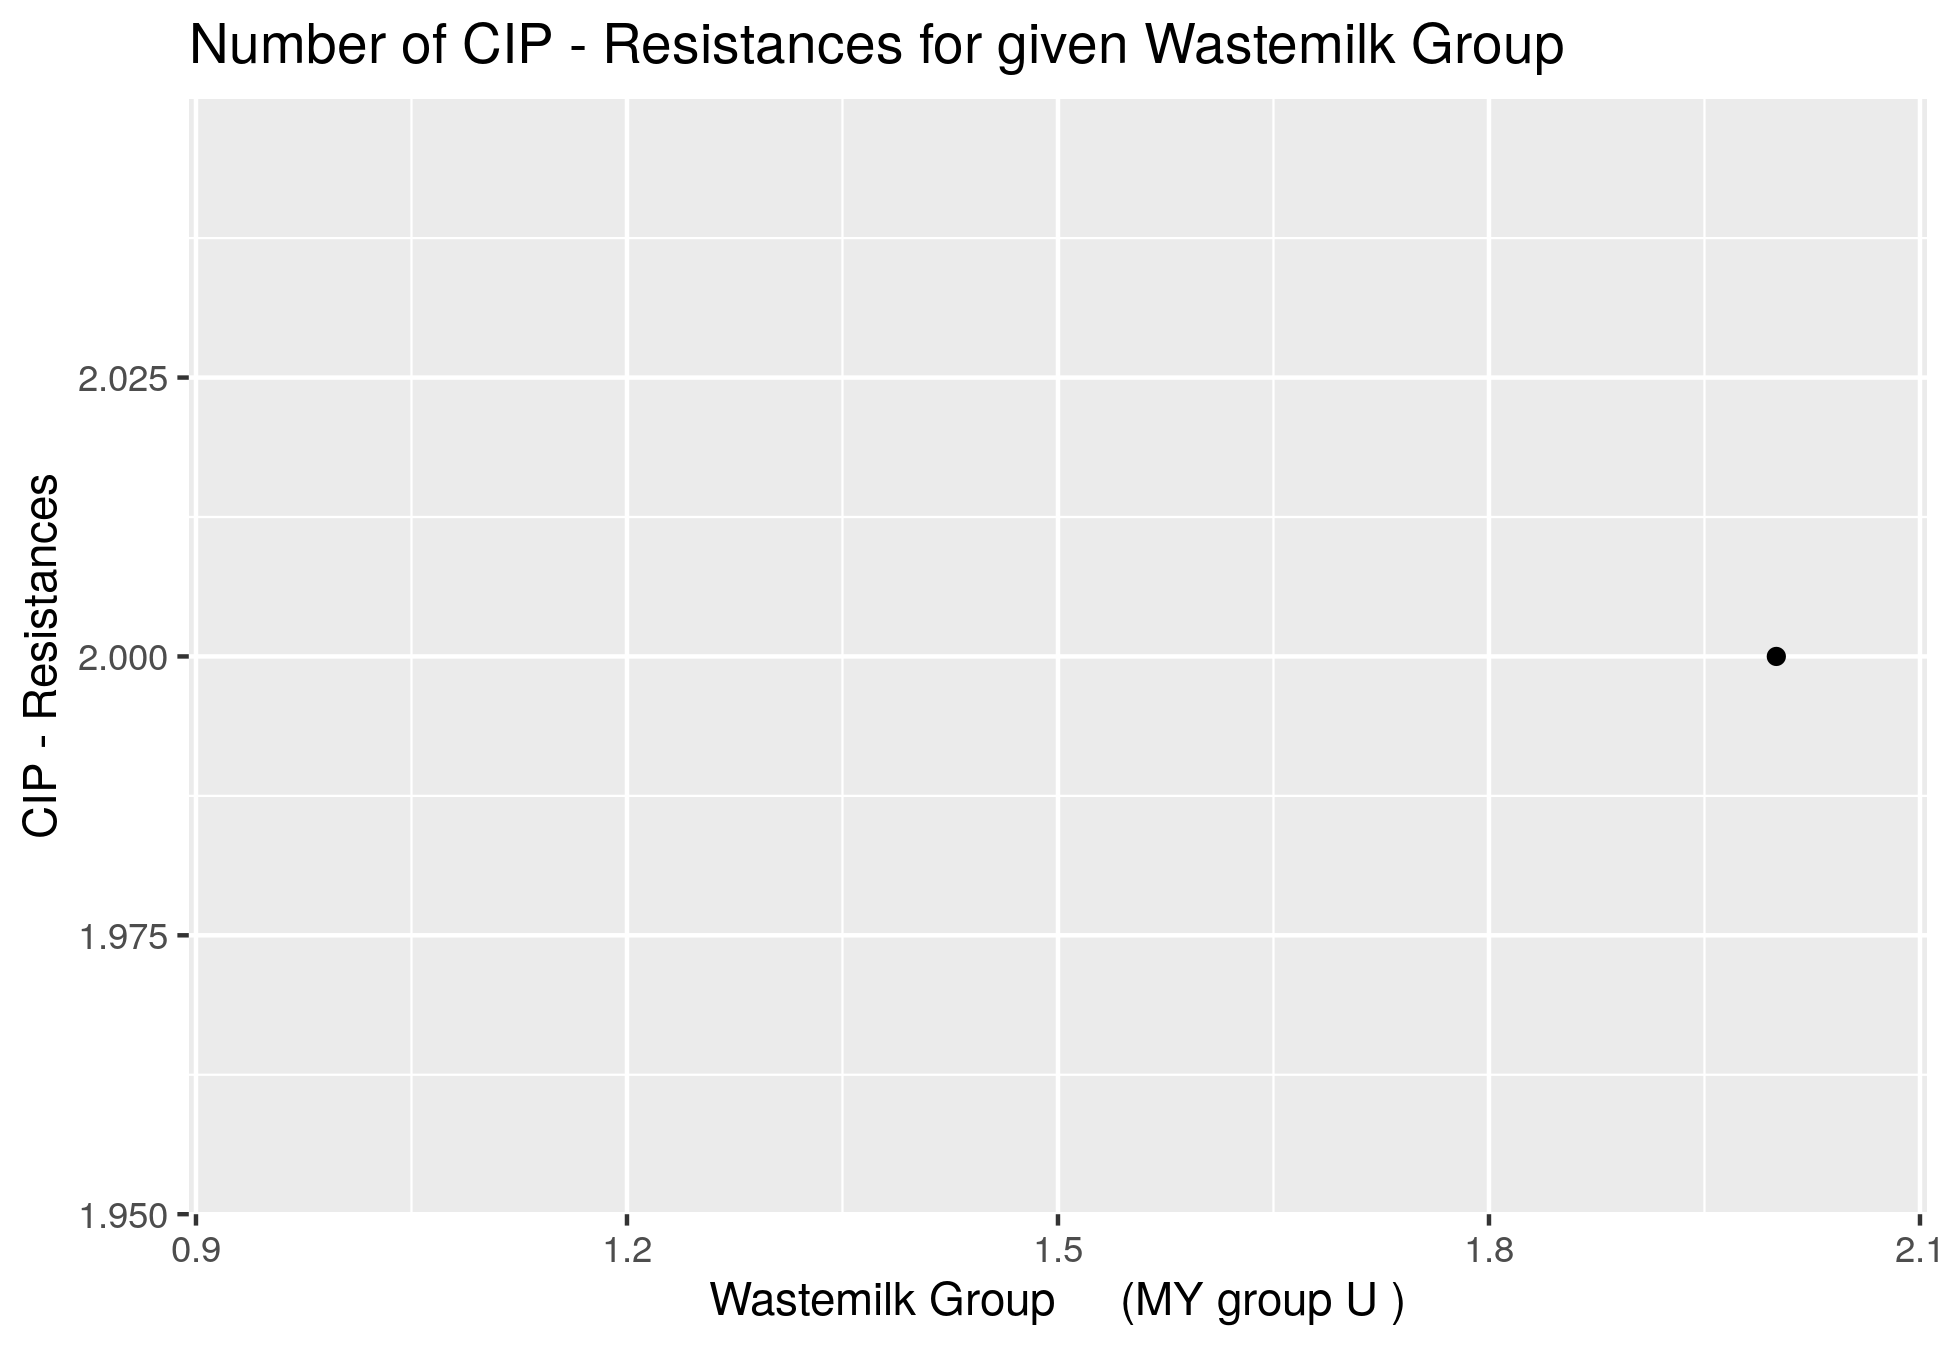 Number of CIP - Resistances for given Wastemilk Group
CIP - Resistances
2.025
2.000
1.975
1.950
0.9 1.2 1.5 1.8 2.1
Wastemilk Group (MY group U )